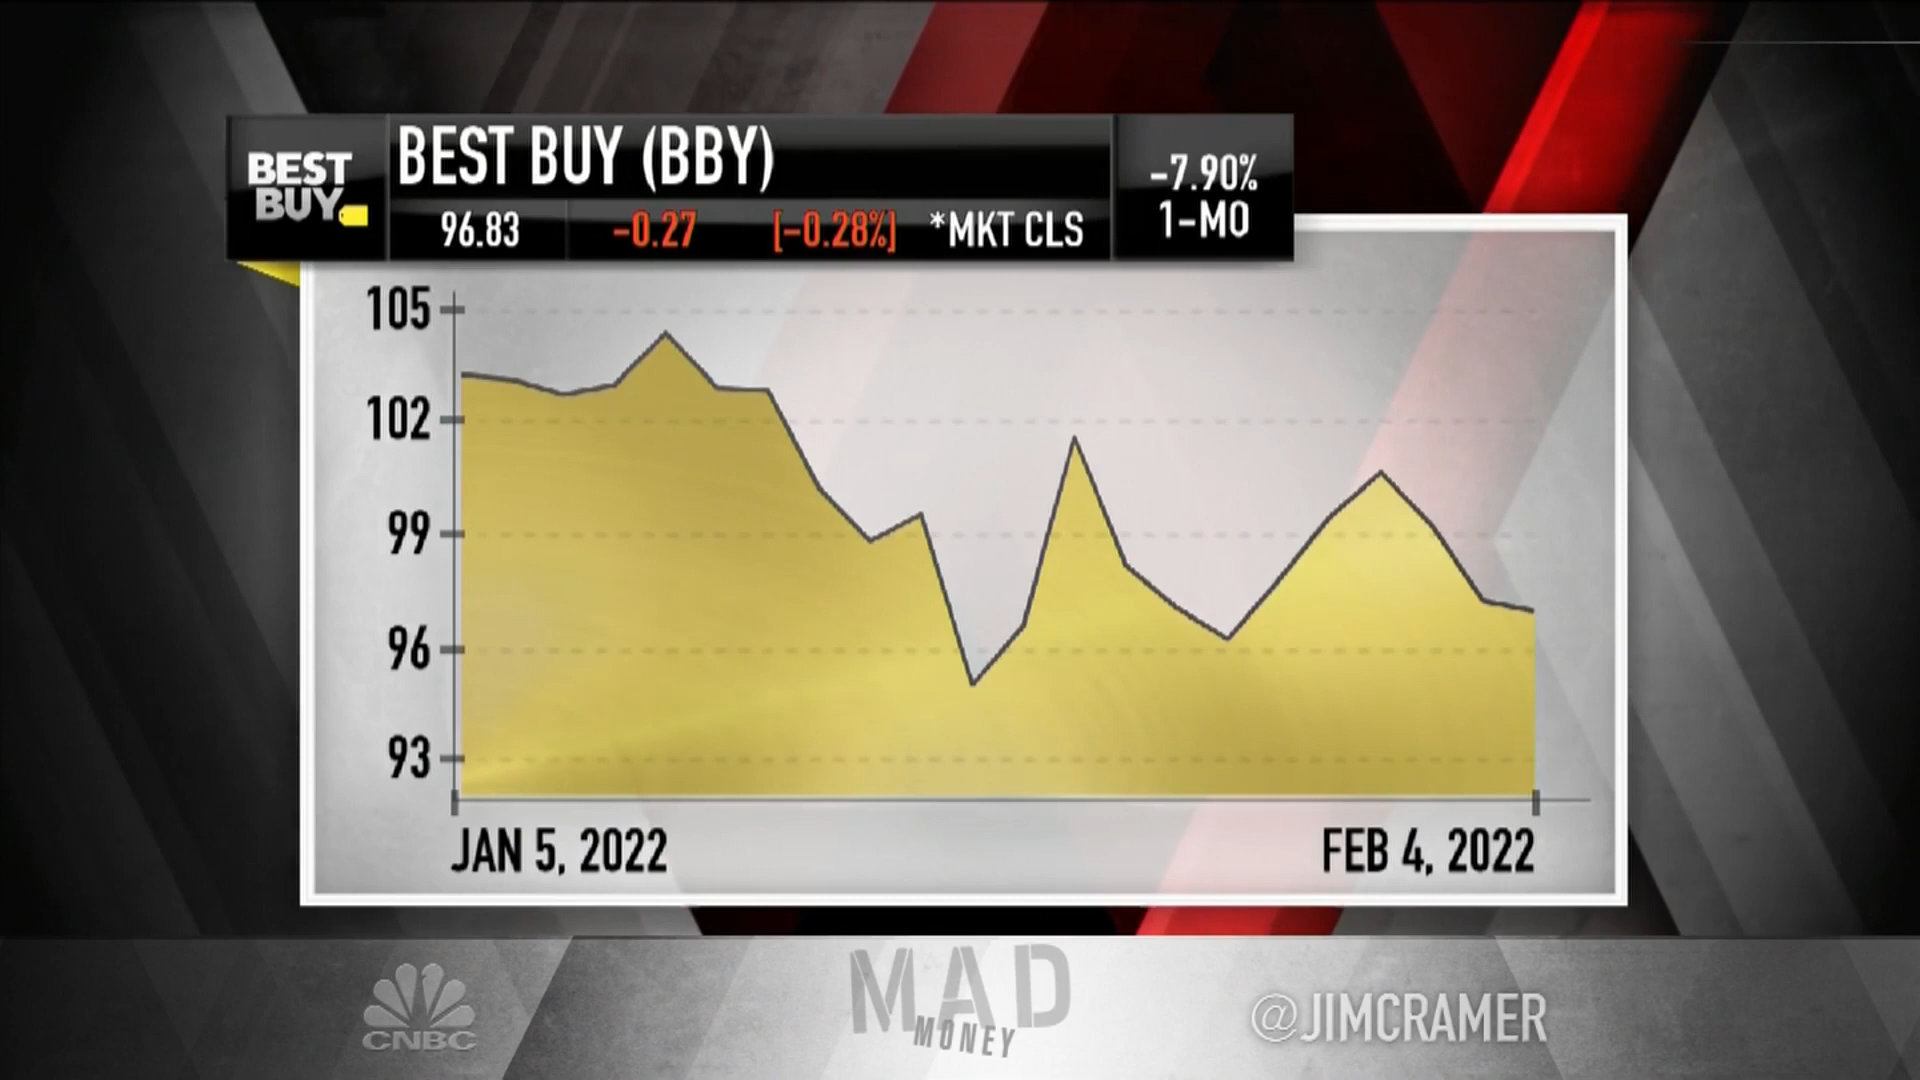 BEST
BUY
BEST BUY (BBY)
96.83 -0.27 [-0.28%] *MKT CLS
-7.90%
1-MO
105
102
99
96
93
JAN 5, 2022 FEB 4, 2022
CNBC
MAD
MONEY
@JIMCRAMER